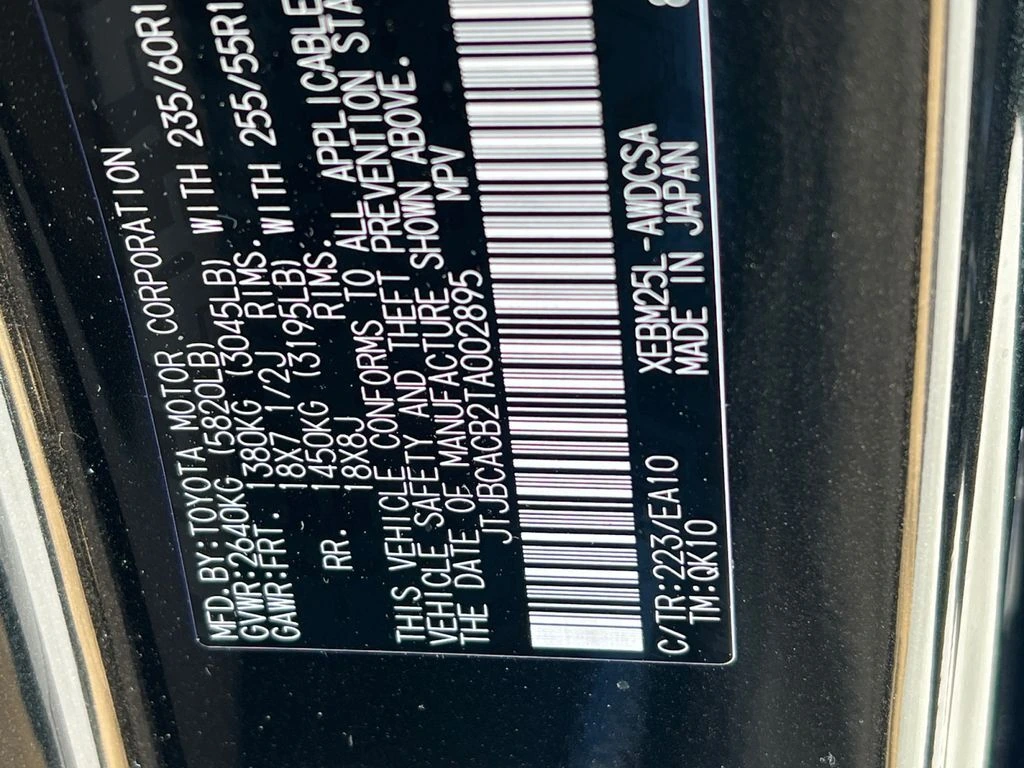 MFD.BY:TOYOTA MOTOR CORPORATION
GVWR:2640KG (5820LB)
GAWR:FRT. 1380KG (3045LB) WITH 235/60R1
18X7 1/2J RIMS.
RR. 1450KG (3195LB) WITH 255/55R1
18X8J RIMS.
THIS VEHICLE CONFORMS TO ALL APPLICABLE
VEHICLE SAFETY AND THEFT PREVENTION STA
THE DATE OF MANUFACTURE SHOWN ABOVE.
JTJBCACB2TA002895 MPV
C/TR:223/EA10 XEBM25L-AWDCSA
TM:QK10 MADE IN JAPAN